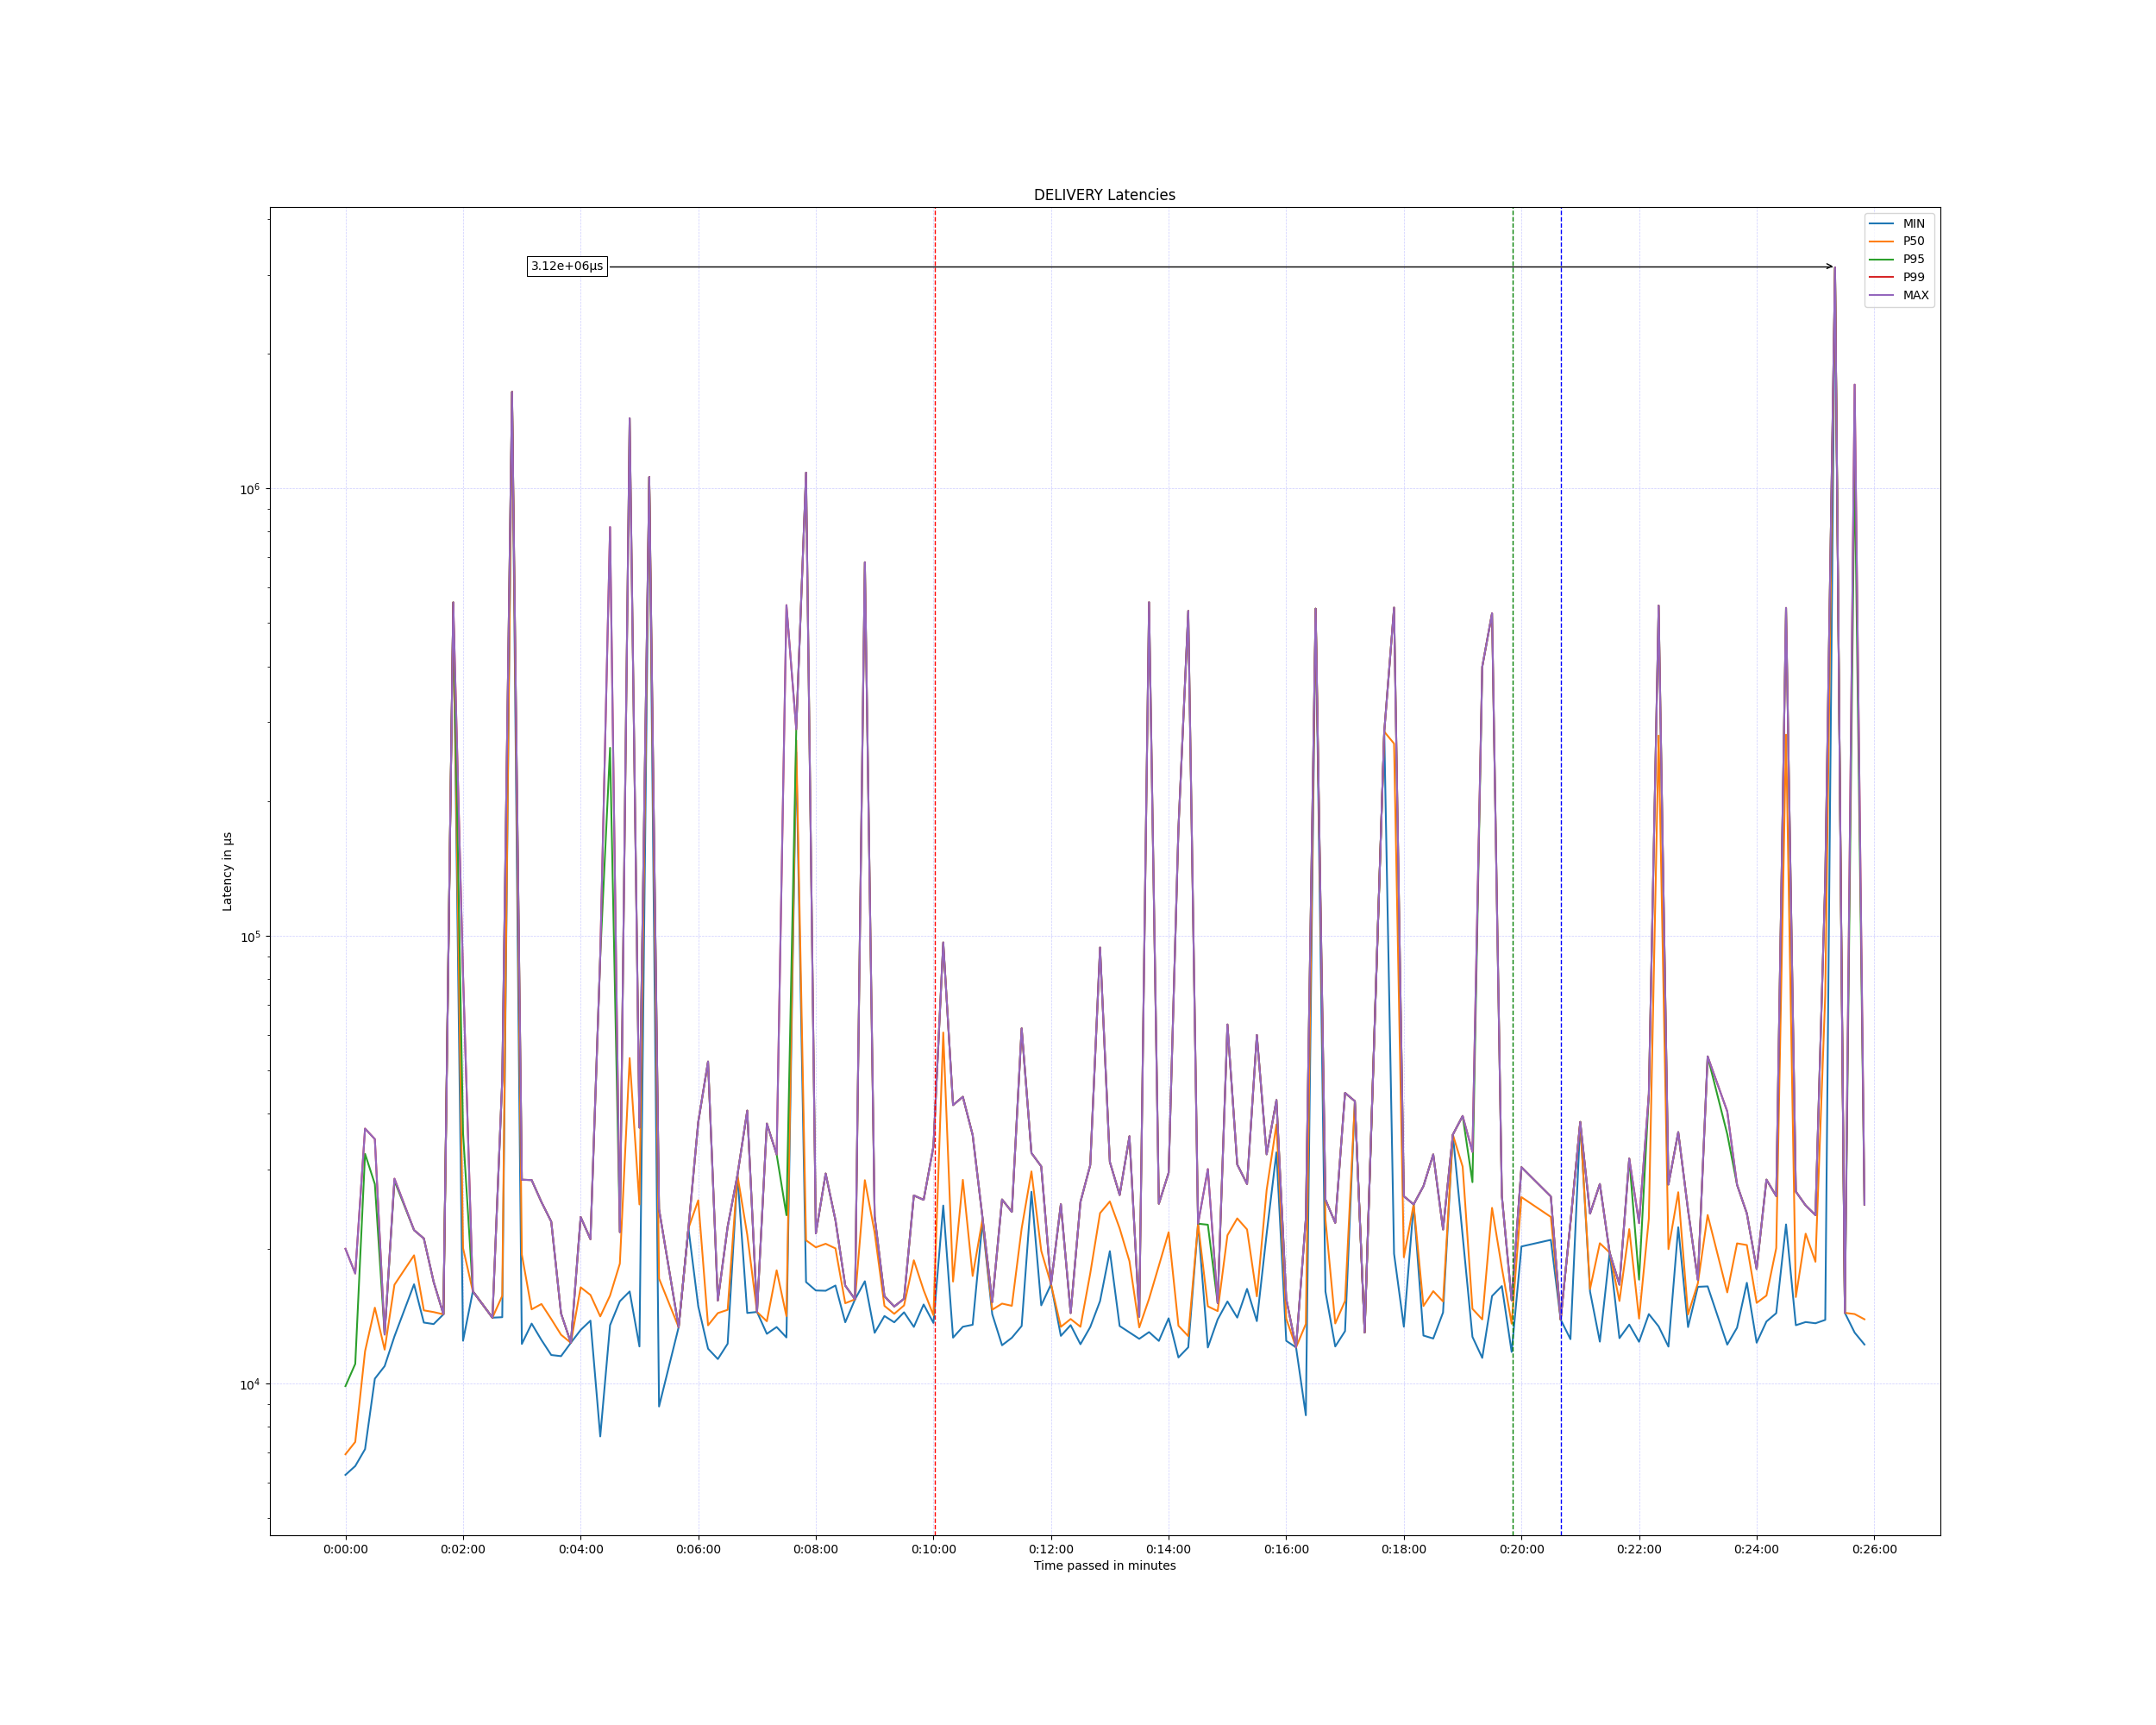 DELIVERY Latencies
MIN
P50
P95
P99
MAX
3.12e+06µs
10⁶
10⁵
10⁴
Latency in µs
0:00:00 0:02:00 0:04:00 0:06:00 0:08:00 0:10:00 0:12:00 0:14:00 0:16:00 0:18:00 0:20:00 0:22:00 0:24:00 0:26:00
Time passed in minutes